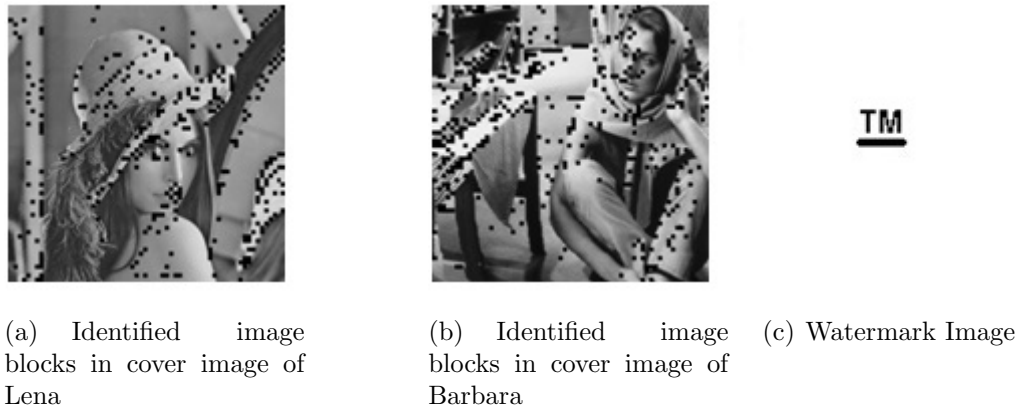 TM
(a) Identified image
blocks in cover image of
Lena
(b) Identified image
blocks in cover image of
Barbara
(c) Watermark Image